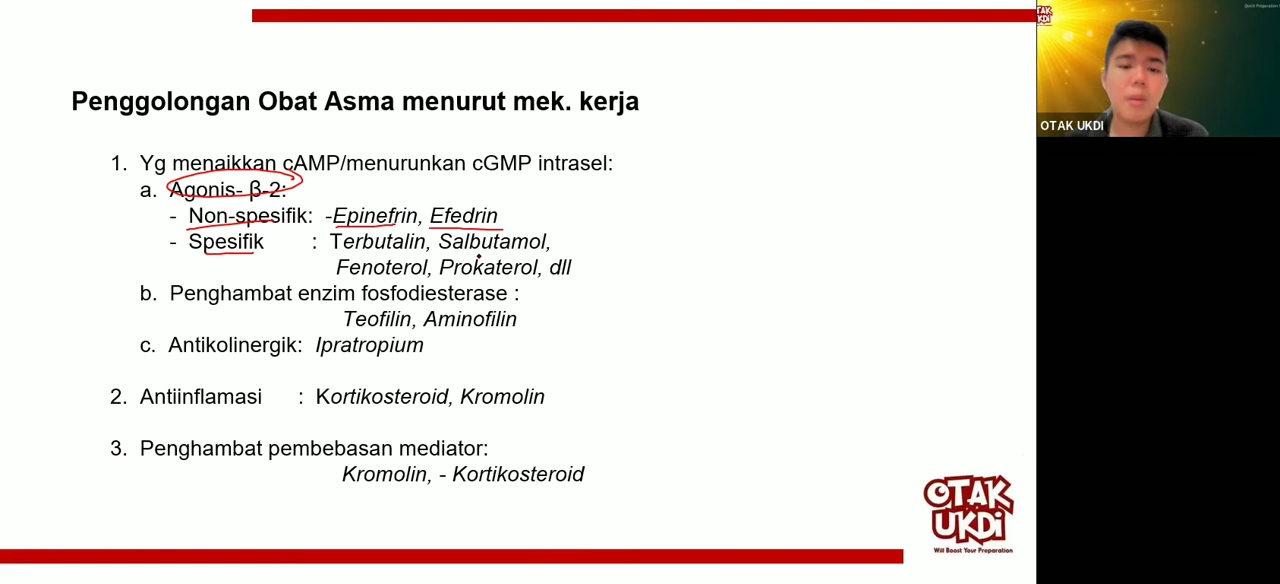 Penggolongan Obat Asma menurut mek. kerja
1. Yg menaikkan cAMP/menurunkan cGMP intrasel:
a. Agonis- β-2:
- Non-spesifik: -Epinefrin, Efedrin
- Spesifik : Terbutalin, Salbutamol,
Fenoterol, Prokaterol, dll
b. Penghambat enzim fosfodiesterase :
Teofilin, Aminofilin
c. Antikolinergik: Ipratropium
2. Antiinflamasi : Kortikosteroid, Kromolin
3. Penghambat pembebasan mediator:
Kromolin, - Kortikosteroid
OTAK
UKDi
Will Boost Your Preparation
OTAK UKDI